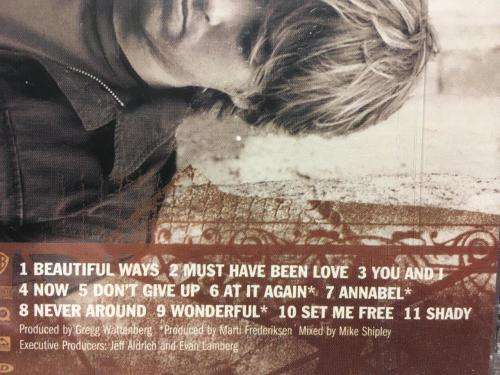 1 BEAUTIFUL WAYS 2 MUST HAVE BEEN LOVE 3 YOU AND I
4 NOW 5 DON'T GIVE UP 6 AT IT AGAIN* 7 ANNABEL*
8 NEVER AROUND 9 WONDERFUL* 10 SET ME FREE 11 SHADY
Produced by Gregg Wattenberg *Produced by Marti Frederiksen Mixed by Mike Shipley
Executive Producers: Jeff Aldrich and Evan Lamberg